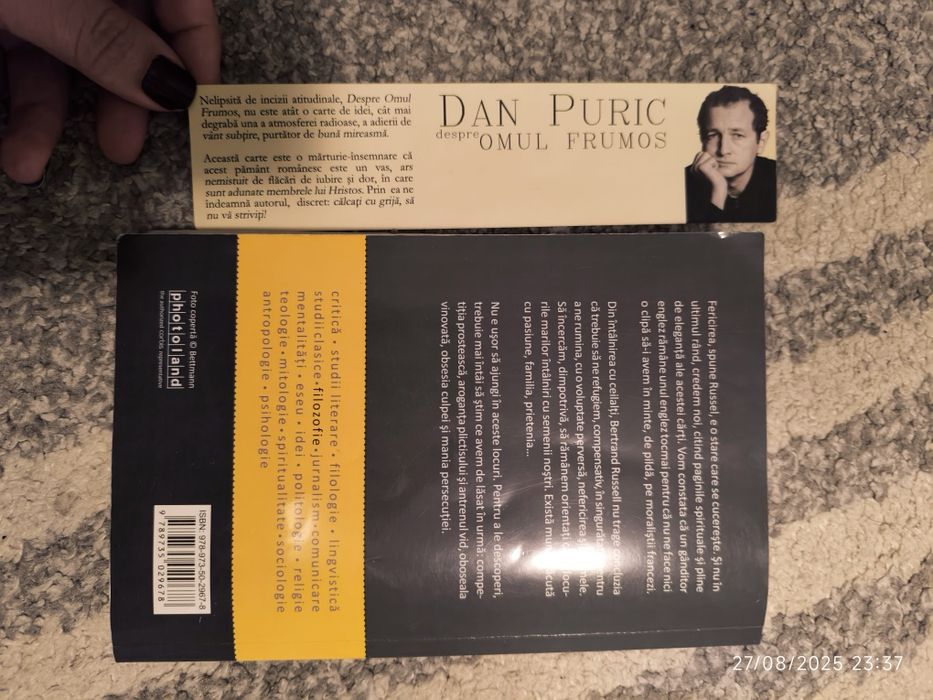 Nelipsită de incizii atitudinale, Despre Omul
Frumos, nu este atât o carte de idei, cât mai
degrabă una a atmosferei radioase, a adierii de
vânt subțire, purtător de bună mireasmă.
Această carte este o mărturie-însemnare că
acest pământ românesc este un vas, ars
nemistuit de flăcări de iubire și dor, în care
sunt adunate membrele lui Hristos. Prin ea ne
îndeamnă autorul, discret: călcați cu grijă, să
nu vă striviți!
DAN PURIC
despre OMUL FRUMOS
Fericirea, spune Russel, e o stare care se cucerește. Și nu în
ultimul rând, credem noi, citind paginile spirituale și pline
de eleganță ale acestei cărți. Vom constata că un gânditor
englez rămâne unul englez tocmai pentru că nu ne face nici
o clipă să-i avem în minte, de pildă, pe moraliștii francezi.
Din întâlnirea cu ceilalți, Bertrand Russell nu trage concluzia
că trebuie să ne refugiem, compensativ, în
a ne rumina, cu o voluptate perversă, nefericirea
Să încercăm, dimpotrivă, să rămânem orientați
rile marilor întâlniri cu semenii noștri. Există
cu pasiune, familia, prietenia...
Nu e ușor să ajungi în aceste locuri. Pentru a le descoperi,
trebuie mai întâi să știm ce avem de lăsat în urmă: compe-
tiția prostească, aroganța plictisului și antrenul vid, oboseala
vinovată, obsesia culpei și mania persecuției.
critică • studii literare • filologie • lingvistică
studii clasice • filozofie • jurnalism • comunicare
mentalități • eseu • idei • politologie • religie
teologie • mitologie • spiritualitate • sociologie
antropologie • psihologie
Foto copertă © Bettmann
photoland
the authorized corbis representative
ISBN: 978-973-50-2967-8
9 789735 029678
27/08/2025 23:37